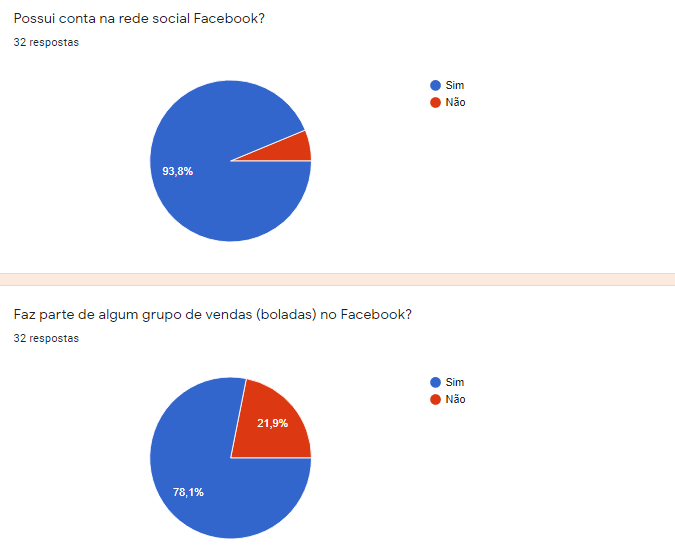 Possui conta na rede social Facebook?
32 respostas
Sim
Não
93,8%
Faz parte de algum grupo de vendas (boladas) no Facebook?
32 respostas
Sim
Não
21,9%
78,1%